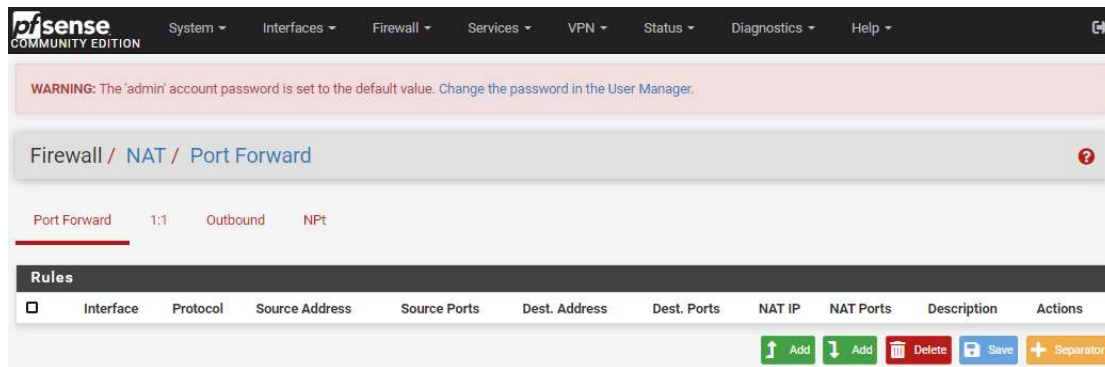 pfsense System Interfaces Firewall Services VPN Status Diagnostics Help
COMMUNITY EDITION
WARNING: The 'admin' account password is set to the default value. Change the password in the User Manager.
Firewall / NAT / Port Forward
Port Forward 1:1 Outbound NPt
Rules
Interface Protocol Source Address Source Ports Dest. Address Dest. Ports NAT IP NAT Ports Description Actions
Add Add Delete Save Separator